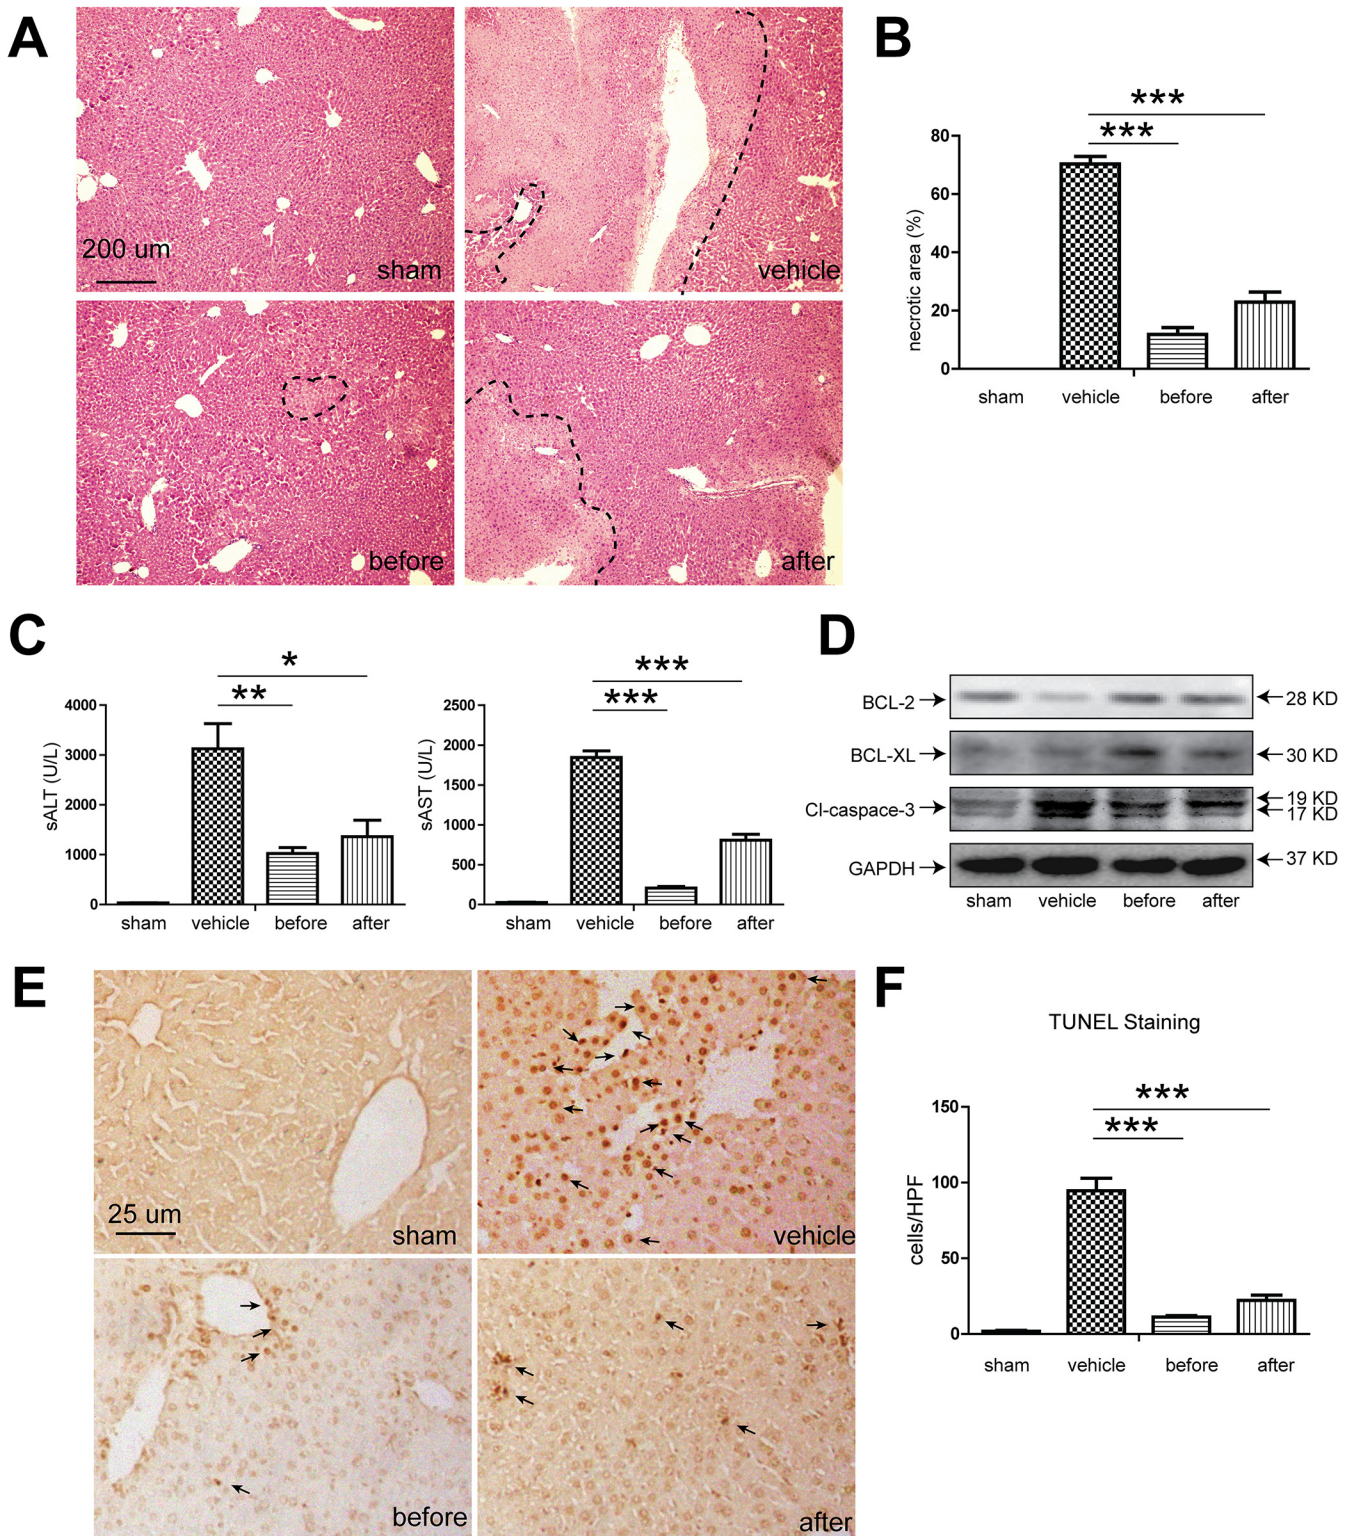 A
200 um
sham
vehicle
before
after
B
***
***
80
60
40
20
0
necrotic area (%)
sham
vehicle
before
after
C
*
**
4000
3000
2000
1000
0
sALT (U/L)
sham
vehicle
before
after
***
***
2500
2000
1500
1000
500
0
sAST (U/L)
sham
vehicle
before
after
D
BCL-2
28 KD
BCL-XL
30 KD
Cl-caspace-3
19 KD
17 KD
GAPDH
37 KD
sham
vehicle
before
after
E
25 um
sham
vehicle
before
after
F
TUNEL Staining
***
***
150
100
50
0
cells/HPF
sham
vehicle
before
after